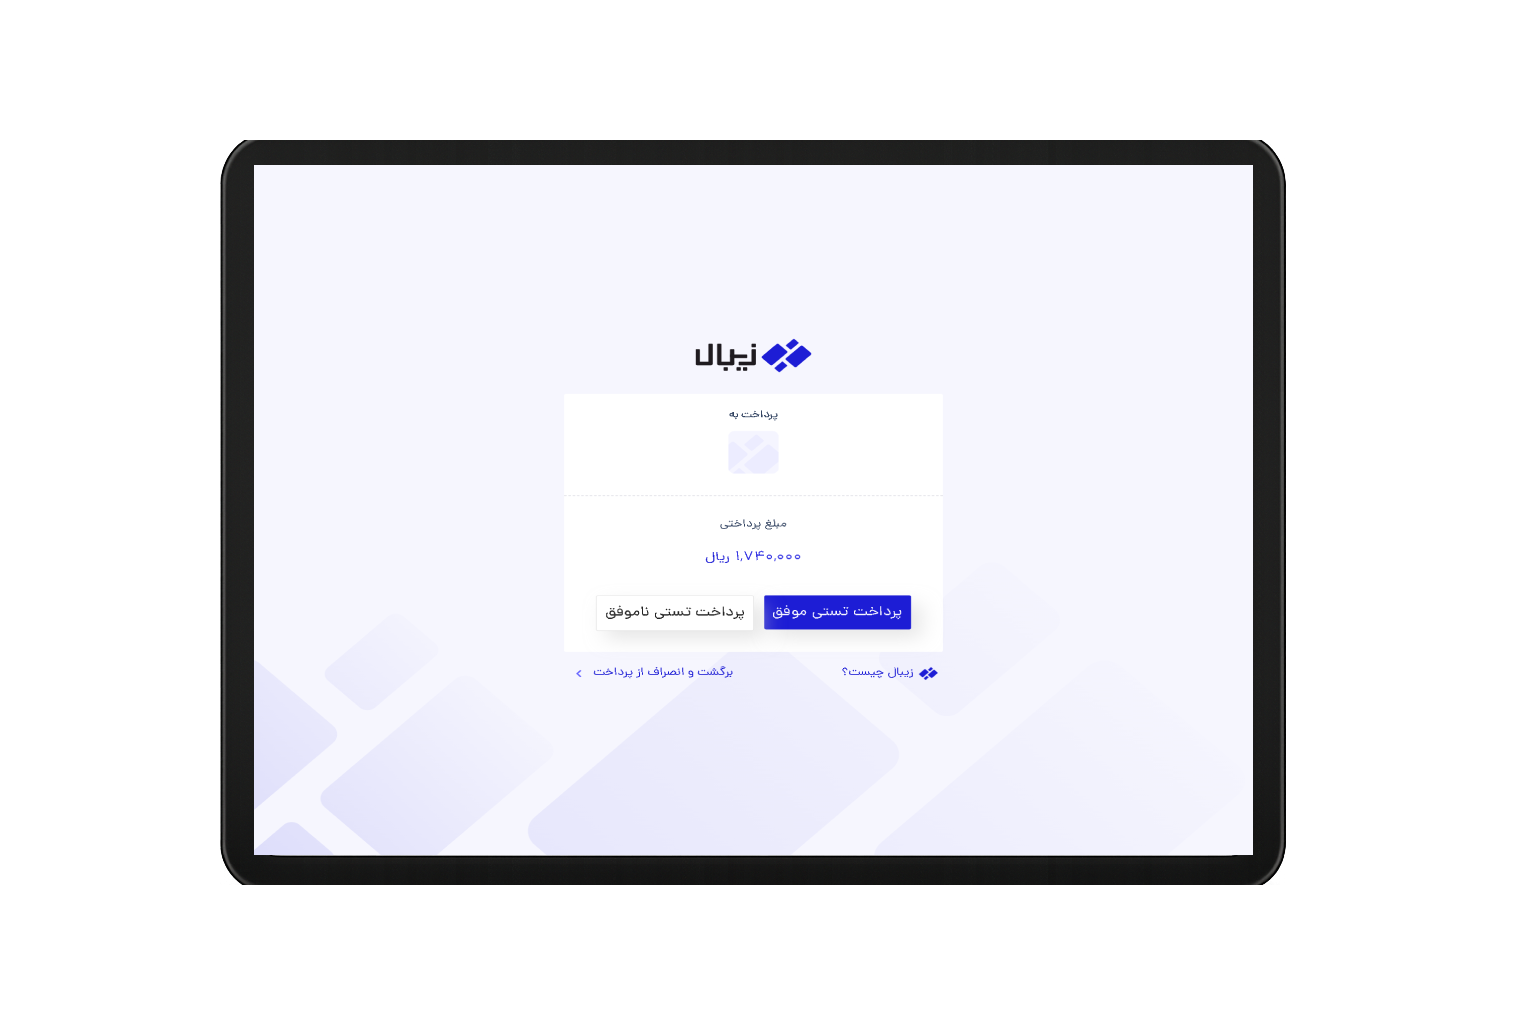 زیبال
پرداخت به
مبلغ پرداختی
۱,۷۴۰,۰۰۰ ریال
پرداخت تستی موفق
پرداخت تستی ناموفق
زیبال چیست؟
برگشت و انصراف از پرداخت